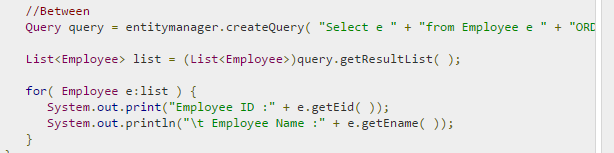 //Between
Query query = entitymanager.createQuery( "Select e " + "from Employee e " + "ORD
List<Employee> list = (List<Employee>)query.getResultList( );
for( Employee e:list ) {
System.out.print("Employee ID :" + e.getEid( ));
System.out.println("\t Employee Name :" + e.getEname( ));
}